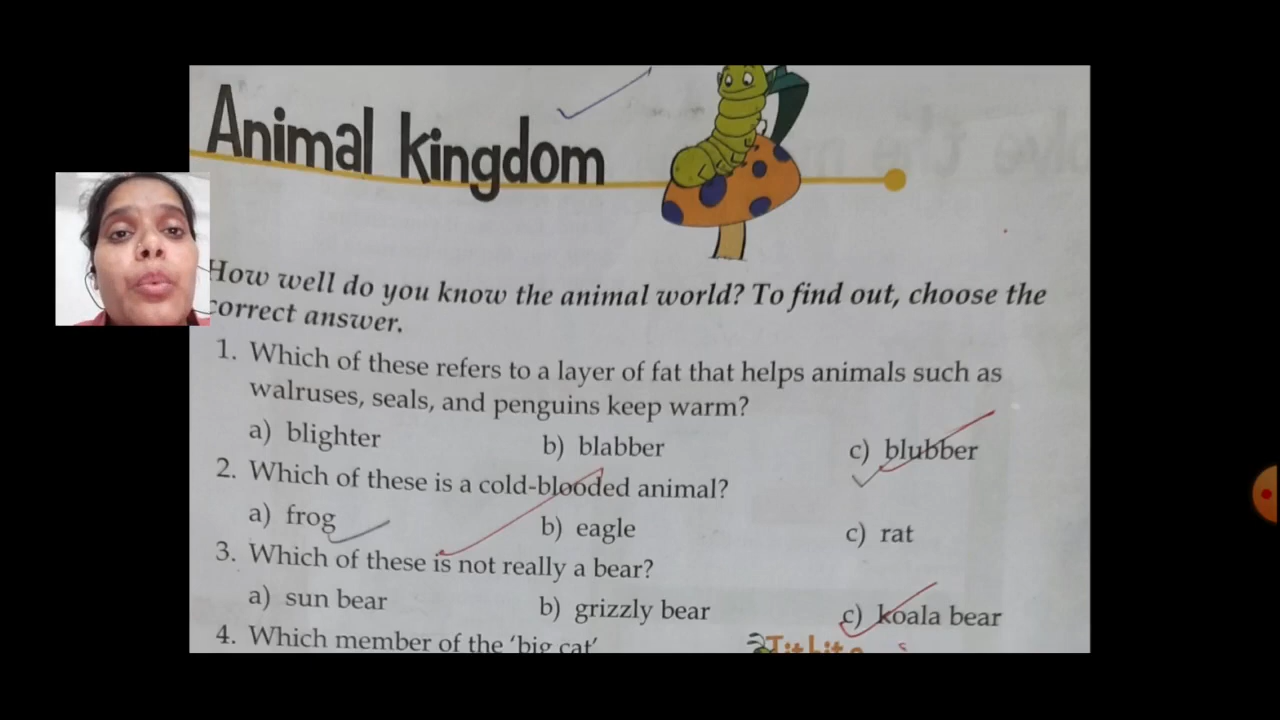 Animal kingdom
How well do you know the animal world? To find out, choose the
correct answer.
1. Which of these refers to a layer of fat that helps animals such as
walruses, seals, and penguins keep warm?
a) blighter b) blabber c) blubber
2. Which of these is a cold-blooded animal?
a) frog b) eagle c) rat
3. Which of these is not really a bear?
a) sun bear b) grizzly bear c) koala bear
4. Which member of the ‘big cat’